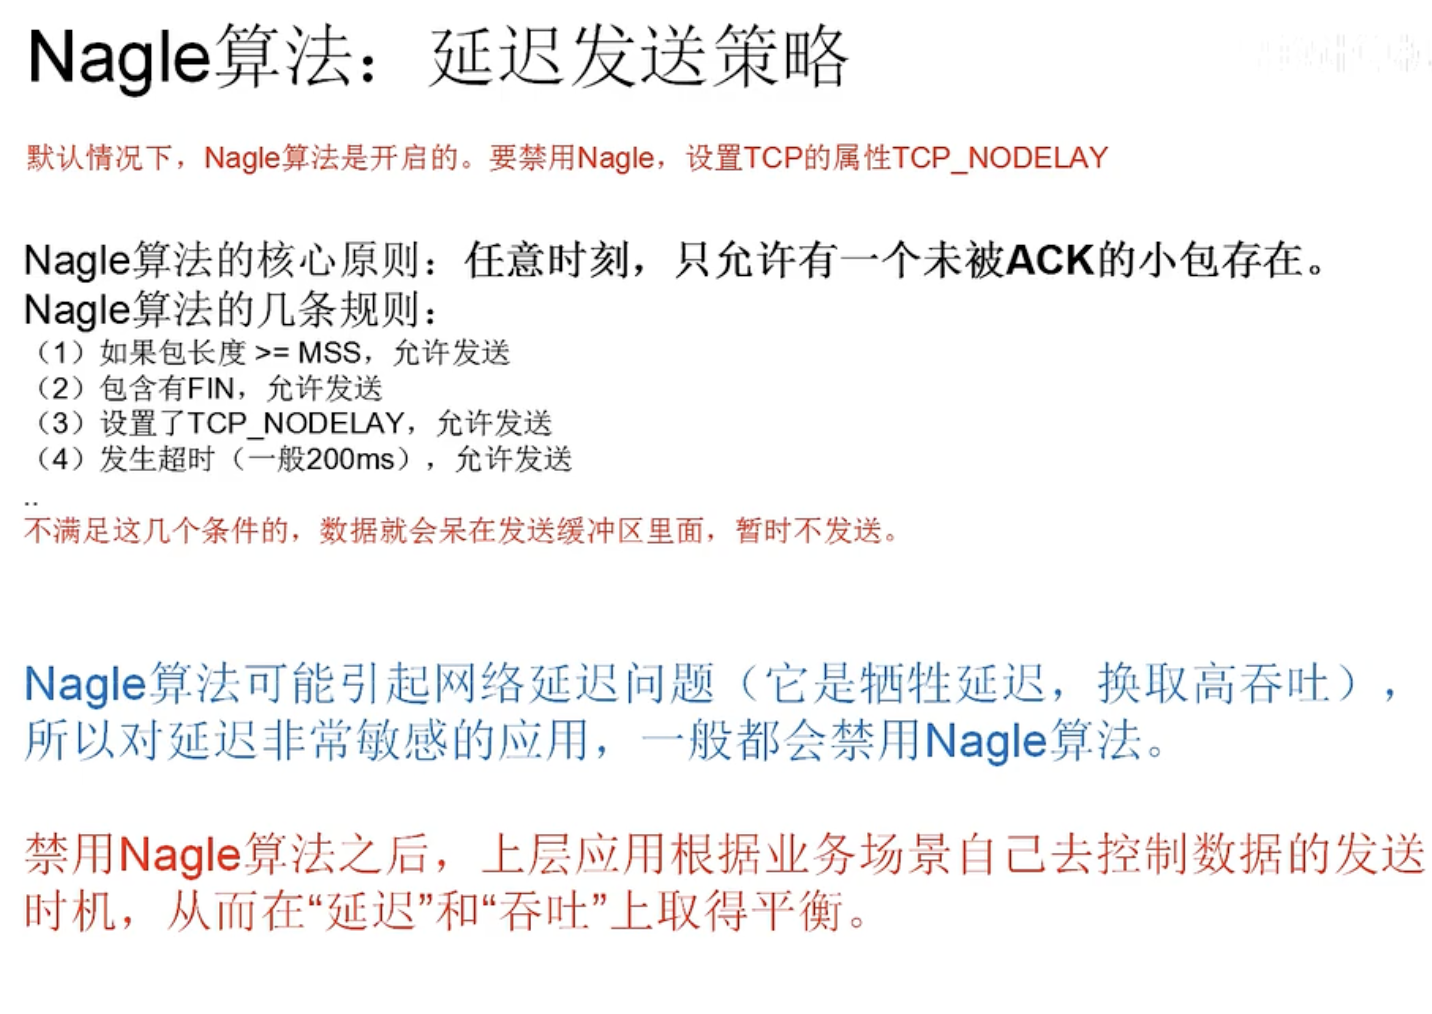 Nagle算法：延迟发送策略
默认情况下，Nagle算法是开启的。要禁用Nagle，设置TCP的属性TCP_NODELAY
Nagle算法的核心原则：任意时刻，只允许有一个未被ACK的小包存在。
Nagle算法的几条规则：
（1）如果包长度 >= MSS，允许发送
（2）包含有FIN，允许发送
（3）设置了TCP_NODELAY，允许发送
（4）发生超时（一般200ms），允许发送
..
不满足这几个条件的，数据就会呆在发送缓冲区里面，暂时不发送。
Nagle算法可能引起网络延迟问题（它是牺牲延迟，换取高吞吐），
所以对延迟非常敏感的应用，一般都会禁用Nagle算法。
禁用Nagle算法之后，上层应用根据业务场景自己去控制数据的发送
时机，从而在“延迟”和“吞吐”上取得平衡。